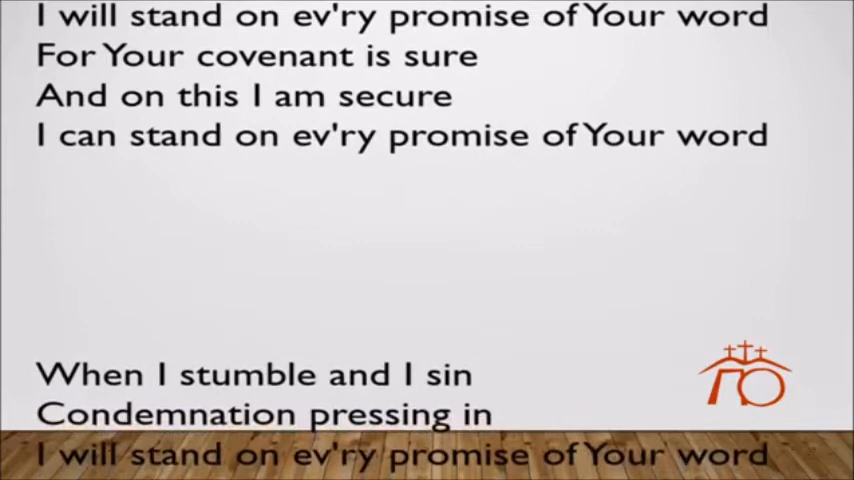 I will stand on ev'ry promise of Your word
For Your covenant is sure
And on this I am secure
I can stand on ev'ry promise of Your word
When I stumble and I sin
Condemnation pressing in
I will stand on ev'ry promise of Your word